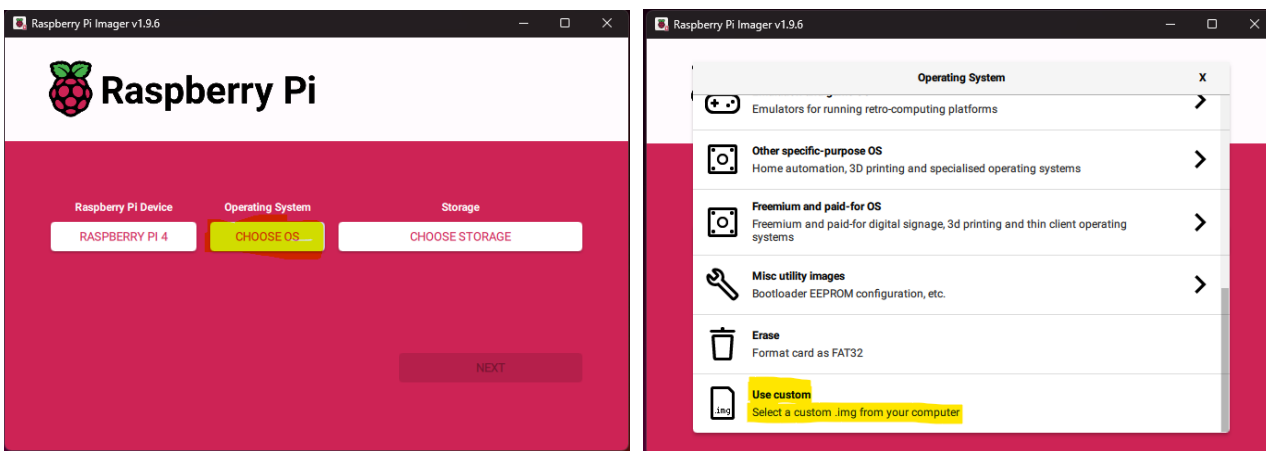 Raspberry Pi Imager v1.9.6
Raspberry Pi
Raspberry Pi Device
Operating System
Storage
RASPBERRY PI 4
CHOOSE OS
CHOOSE STORAGE
NEXT
Raspberry Pi Imager v1.9.6
Operating System
X
Emulators for running retro-computing platforms
Other specific-purpose OS
Home automation, 3D printing and specialised operating systems
Freemium and paid-for OS
Freemium and paid-for digital signage, 3d printing and thin client operating
systems
Misc utility images
Bootloader EEPROM configuration, etc.
Erase
Format card as FAT32
.img
Use custom
Select a custom .img from your computer